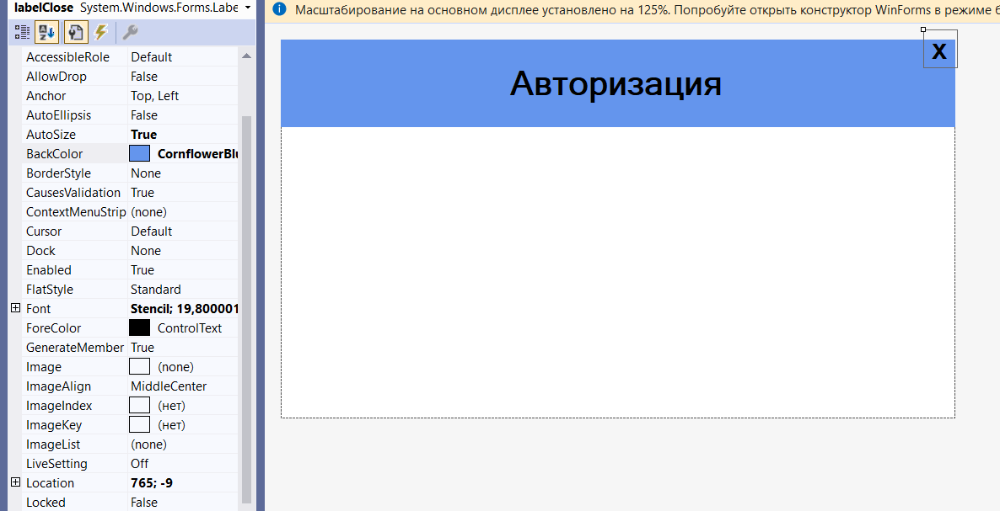 labelClose System.Windows.Forms.Labe
AccessibleRole Default
AllowDrop False
Anchor Top, Left
AutoEllipsis False
AutoSize True
BackColor CornflowerBlu
BorderStyle None
CausesValidation True
ContextMenuStrip (none)
Cursor Default
Dock None
Enabled True
FlatStyle Standard
Font Stencil; 19,800001
ForeColor ControlText
GenerateMember True
Image (none)
ImageAlign MiddleCenter
ImageIndex (нет)
ImageKey (нет)
ImageList (none)
LiveSetting Off
Location 765; -9
Locked False
Масштабирование на основном дисплее установлено на 125%. Попробуйте открыть конструктор WinForms в режиме б
X
Авторизация